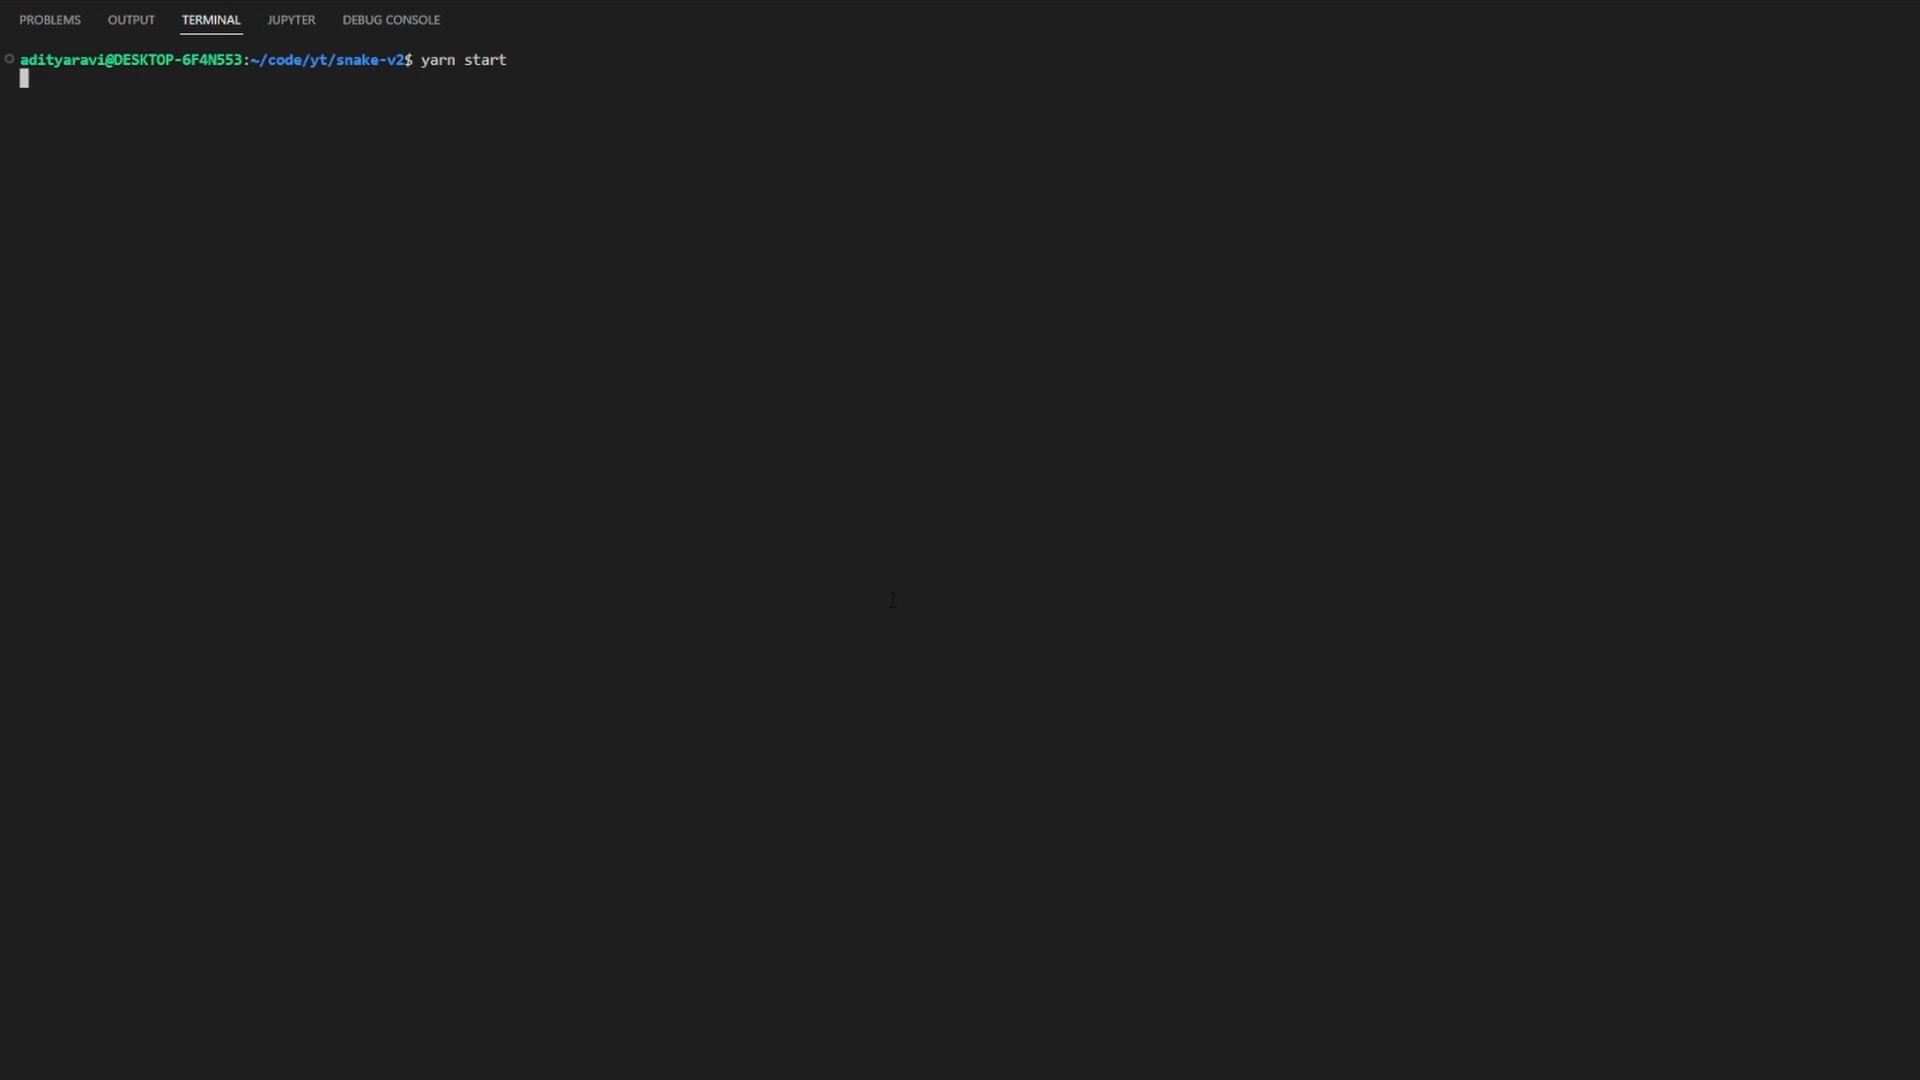 PROBLEMS OUTPUT TERMINAL JUPYTER DEBUG CONSOLE
adityaravi@DESKTOP-6F4N553:~/code/yt/snake-v2$ yarn start